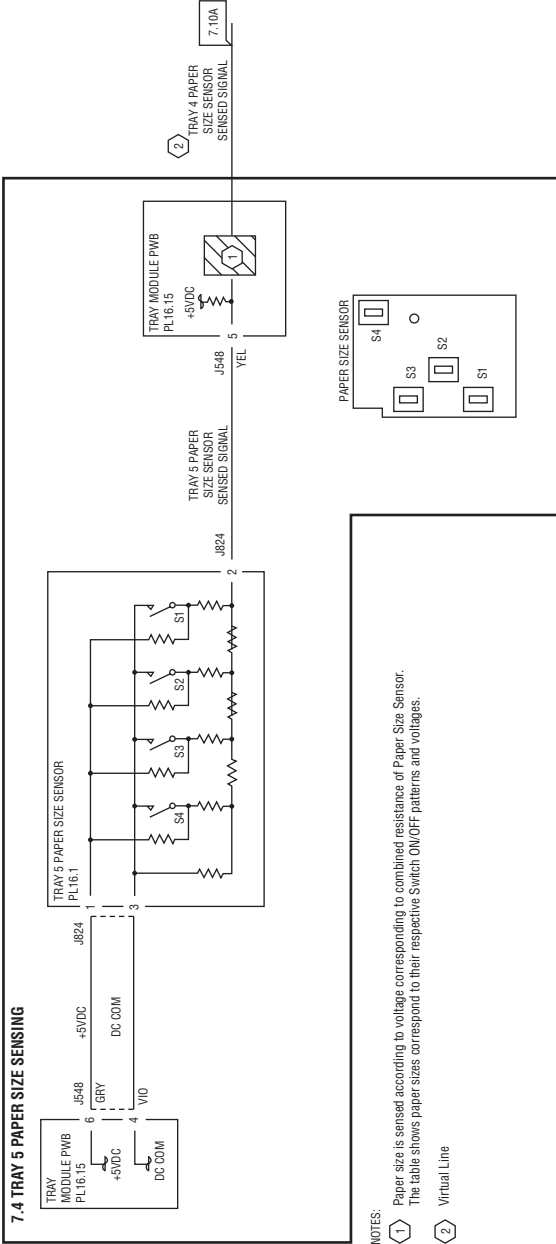 7.4 TRAY 5 PAPER SIZE SENSING
TRAY
MODULE PWB
PL16.15
+5VDC
DC COM
6
4
J548
GRY
VIO
+5VDC
DC COM
J824
1
3
TRAY 5 PAPER SIZE SENSOR
PL16.1
S4
S3
S2
S1
2
J824
TRAY 5 PAPER
SIZE SENSOR
SENSED SIGNAL
J548
YEL
5
TRAY MODULE PWB
PL16.15
+5VDC
1
2
TRAY 4 PAPER
SIZE SENSOR
SENSED SIGNAL
7.10A
PAPER SIZE SENSOR
S4
S3
S2
S1
NOTES:
1 Paper size is sensed according to voltage corresponding to combined resistance of Paper Size Sensor.
The table shows paper sizes correspond to their respective Switch ON/OFF patterns and voltages.
2 Virtual Line